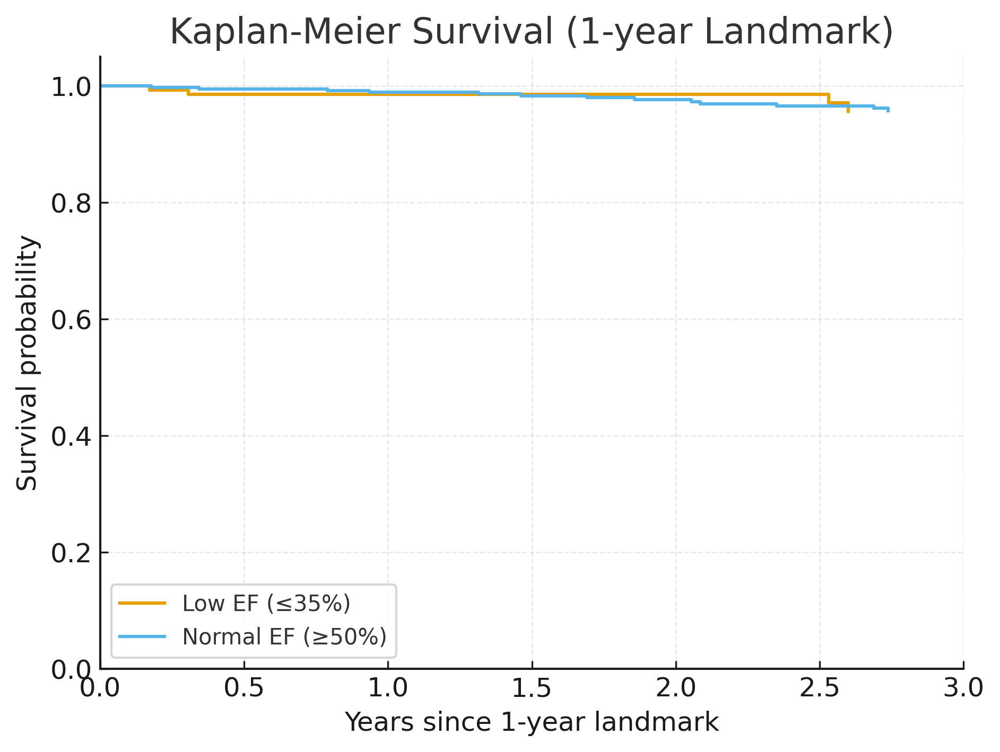 Kaplan-Meier Survival (1-year Landmark)
Survival probability
1.0
0.8
0.6
0.4
0.2
0.0
Low EF (≤35%)
Normal EF (≥50%)
0.0 0.5 1.0 1.5 2.0 2.5 3.0
Years since 1-year landmark